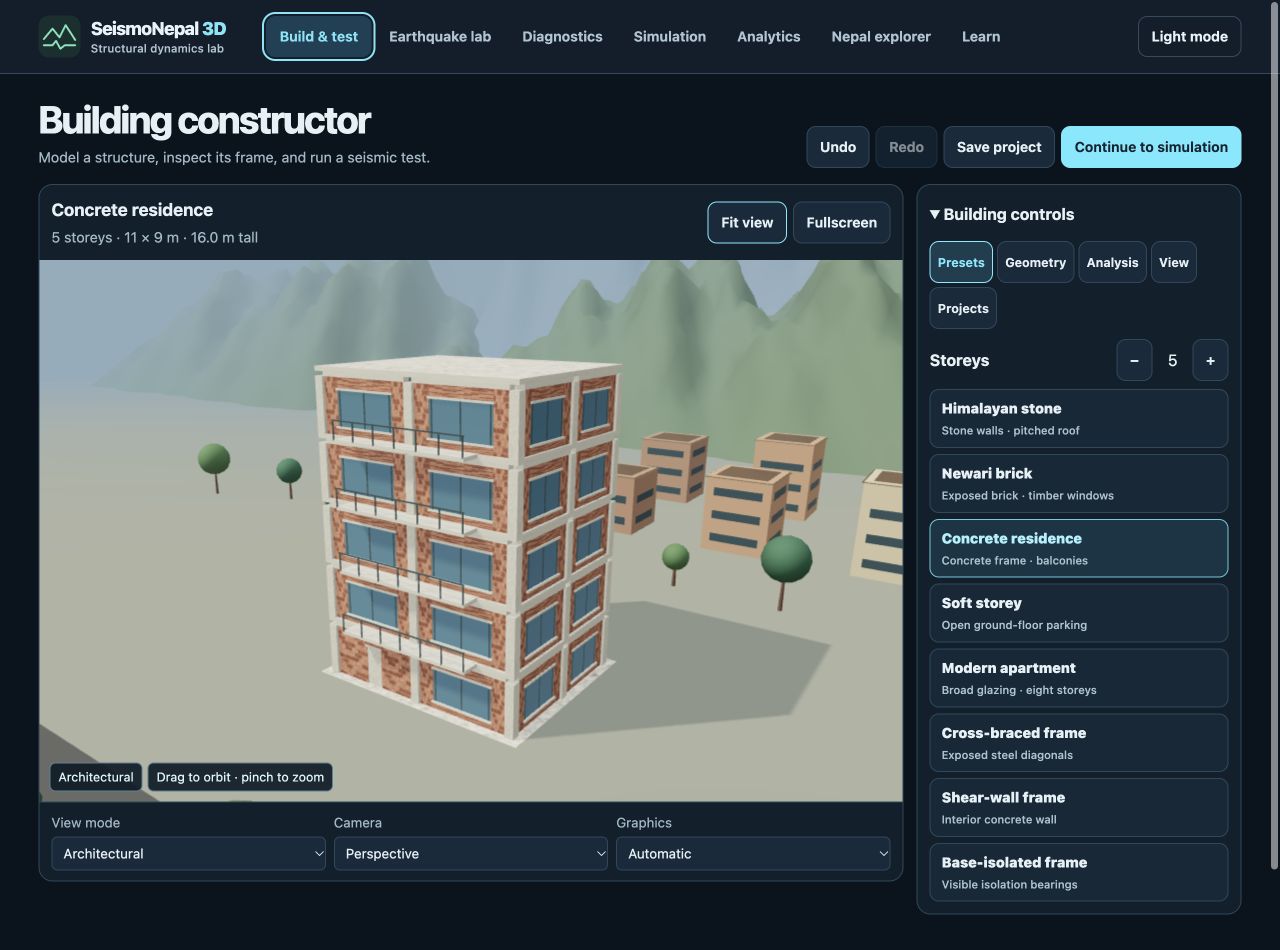 SeismoNepal 3D
Structural dynamics lab
Build & test
Earthquake lab
Diagnostics
Simulation
Analytics
Nepal explorer
Learn
Light mode
Building constructor
Model a structure, inspect its frame, and run a seismic test.
Undo
Redo
Save project
Continue to simulation
Concrete residence
5 storeys · 11 × 9 m · 16.0 m tall
Fit view
Fullscreen
Architectural
Drag to orbit · pinch to zoom
View mode
Camera
Graphics
Architectural
Perspective
Automatic
▼ Building controls
Presets
Geometry
Analysis
View
Projects
Storeys
− 5 +
Himalayan stone
Stone walls · pitched roof
Newari brick
Exposed brick · timber windows
Concrete residence
Concrete frame · balconies
Soft storey
Open ground-floor parking
Modern apartment
Broad glazing · eight storeys
Cross-braced frame
Exposed steel diagonals
Shear-wall frame
Interior concrete wall
Base-isolated frame
Visible isolation bearings